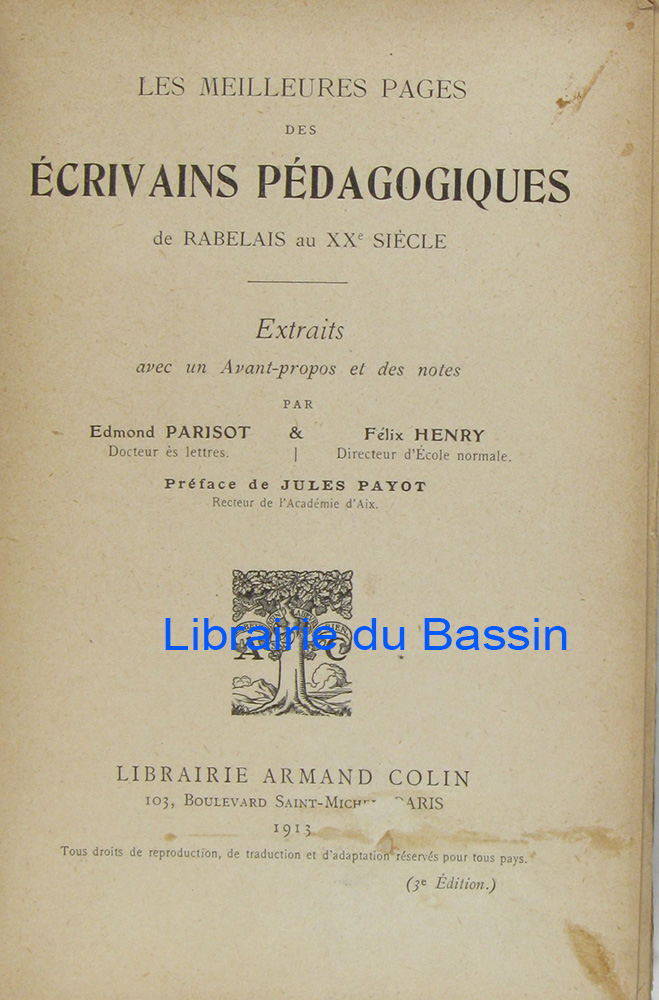 LES MEILLEURES PAGES
DES
ÉCRIVAINS PÉDAGOGIQUES
de RABELAIS au XXe SIÈCLE
Extraits
avec un Avant-propos et des notes
PAR
Edmond PARISOT & Félix HENRY
Docteur ès lettres. | Directeur d'École normale.
Préface de JULES PAYOT
Recteur de l'Académie d'Aix.
Librairie du Bassin
A C
LIBRAIRIE ARMAND COLIN
103, BOULEVARD
1913
Tous droits de reproduction, de traduction et d'adaptation réservés pour tous pays.
(3e Édition.)